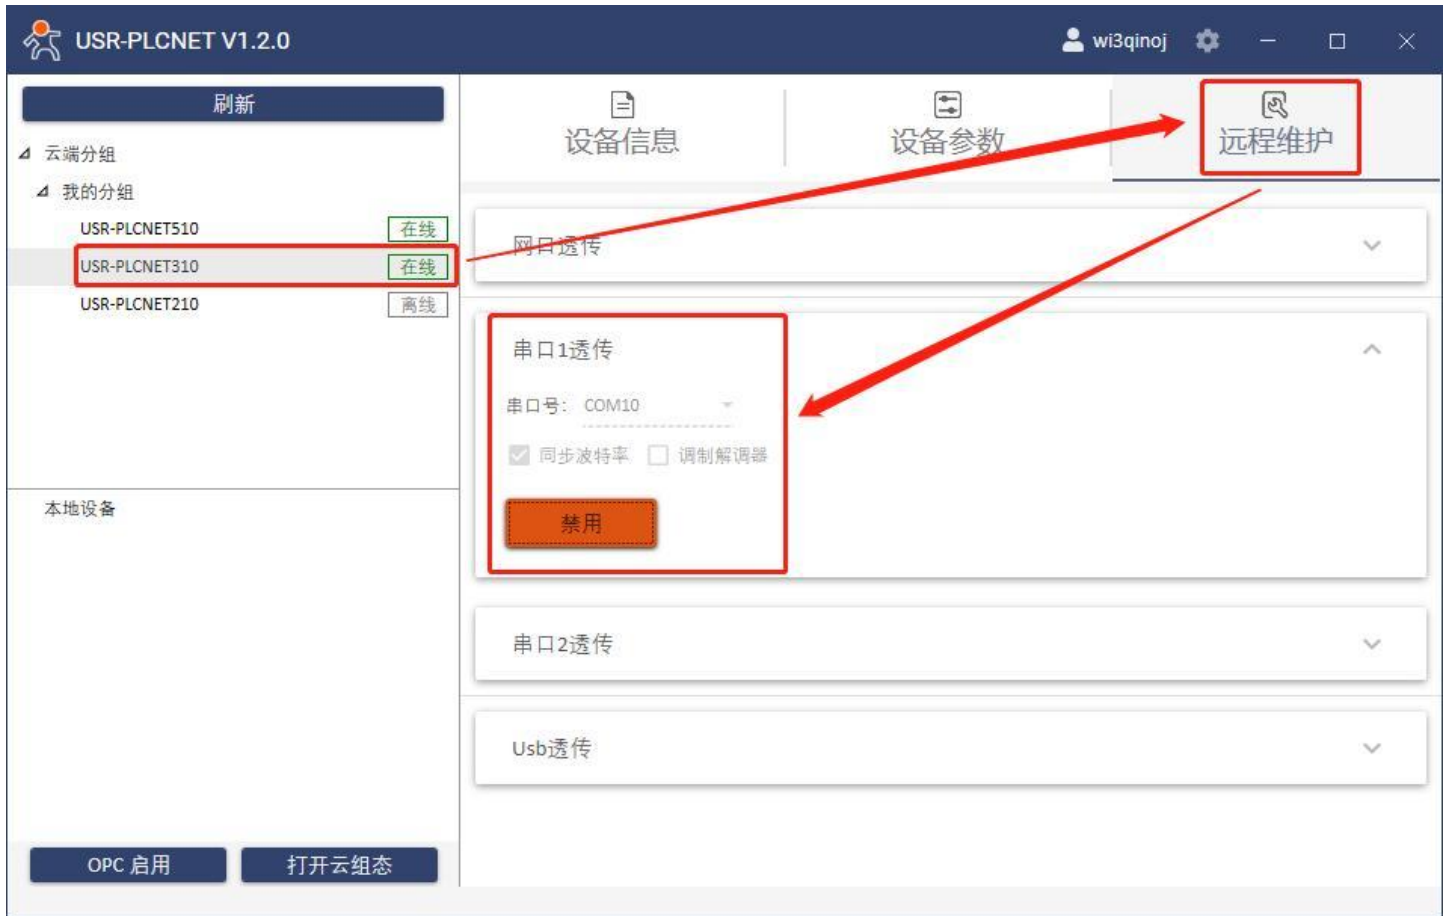 USR-PLCNET V1.2.0
wi3qinoj
刷新
云端分组
我的分组
USR-PLCNET510 在线
USR-PLCNET310 在线
USR-PLCNET210 离线
本地设备
OPC 启用
打开云组态
设备信息
设备参数
远程维护
网口透传
串口1透传
串口号： COM10
同步波特率 调制解调器
禁用
串口2透传
Usb透传